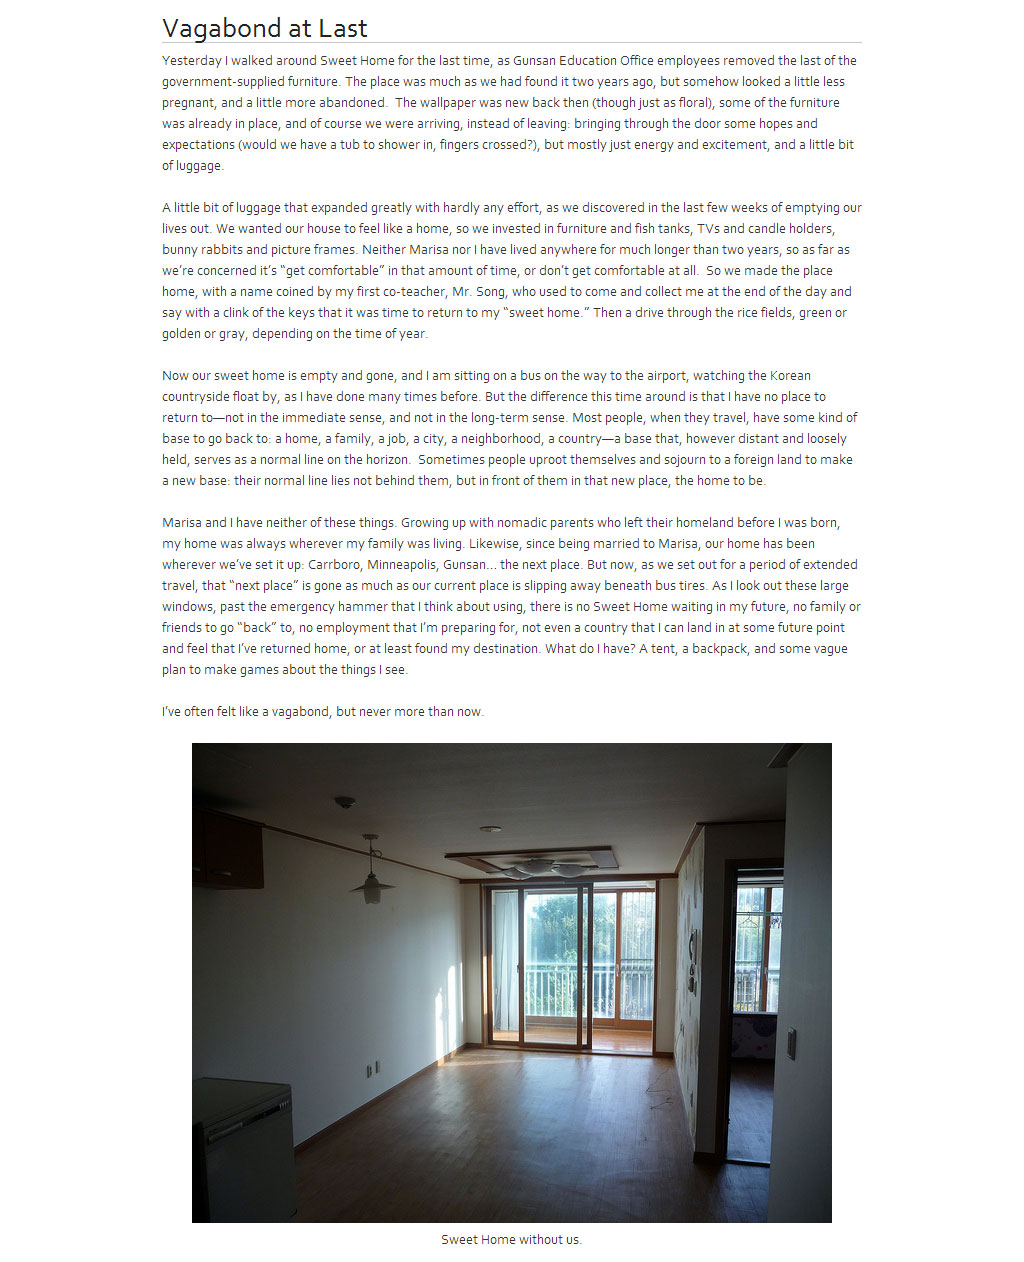 Vagabond at Last
Yesterday I walked around Sweet Home for the last time, as Gunsan Education Office employees removed the last of the
government-supplied furniture. The place was much as we had found it two years ago, but somehow looked a little less
pregnant, and a little more abandoned.  The wallpaper was new back then (though just as floral), some of the furniture
was already in place, and of course we were arriving, instead of leaving: bringing through the door some hopes and
expectations (would we have a tub to shower in, fingers crossed?), but mostly just energy and excitement, and a little bit
of luggage.
A little bit of luggage that expanded greatly with hardly any effort, as we discovered in the last few weeks of emptying our
lives out. We wanted our house to feel like a home, so we invested in furniture and fish tanks, TVs and candle holders,
bunny rabbits and picture frames. Neither Marisa nor I have lived anywhere for much longer than two years, so as far as
we're concerned it's “get comfortable” in that amount of time, or don't get comfortable at all.  So we made the place
home, with a name coined by my first co-teacher, Mr. Song, who used to come and collect me at the end of the day and
say with a clink of the keys that it was time to return to my “sweet home.” Then a drive through the rice fields, green or
golden or gray, depending on the time of year.
Now our sweet home is empty and gone, and I am sitting on a bus on the way to the airport, watching the Korean
countryside float by, as I have done many times before. But the difference this time around is that I have no place to
return to—not in the immediate sense, and not in the long-term sense. Most people, when they travel, have some kind of
base to go back to: a home, a family, a job, a city, a neighborhood, a country—a base that, however distant and loosely
held, serves as a normal line on the horizon.  Sometimes people uproot themselves and sojourn to a foreign land to make
a new base: their normal line lies not behind them, but in front of them in that new place, the home to be.
Marisa and I have neither of these things. Growing up with nomadic parents who left their homeland before I was born,
my home was always wherever my family was living. Likewise, since being married to Marisa, our home has been
wherever we've set it up: Carrboro, Minneapolis, Gunsan... the next place. But now, as we set out for a period of extended
travel, that “next place” is gone as much as our current place is slipping away beneath bus tires. As I look out these large
windows, past the emergency hammer that I think about using, there is no Sweet Home waiting in my future, no family or
friends to go “back” to, no employment that I'm preparing for, not even a country that I can land in at some future point
and feel that I've returned home, or at least found my destination. What do I have? A tent, a backpack, and some vague
plan to make games about the things I see.
I've often felt like a vagabond, but never more than now.
Sweet Home without us.